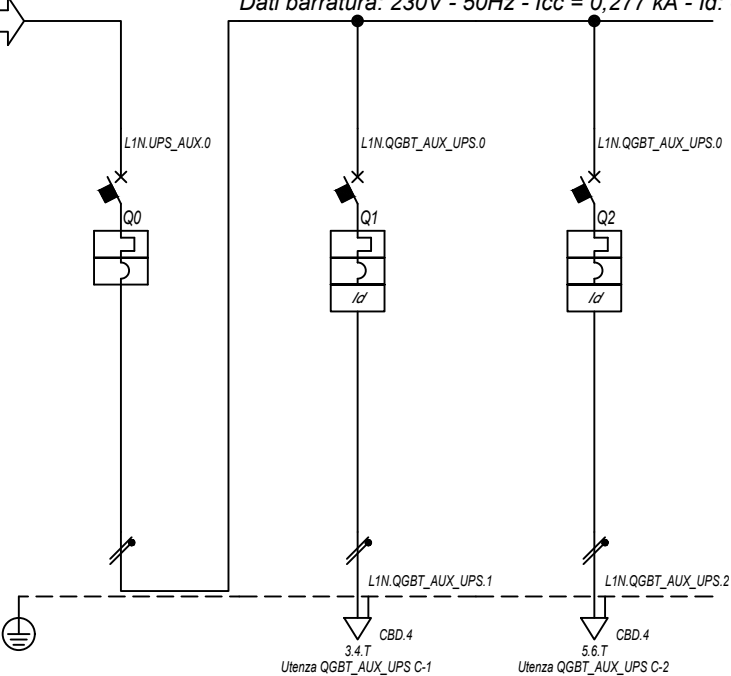 Dati barratura: 230V - 50Hz - Icc = 0,277 kA - Id:
L1N.UPS_AUX.0
L1N.QGBT_AUX_UPS.0
L1N.QGBT_AUX_UPS.0
Q0
Q1
Q2
Id
Id
L1N.QGBT_AUX_UPS.1
L1N.QGBT_AUX_UPS.2
CBD.4
CBD.4
3.4.T
5.6.T
Utenza QGBT_AUX_UPS C-1
Utenza QGBT_AUX_UPS C-2